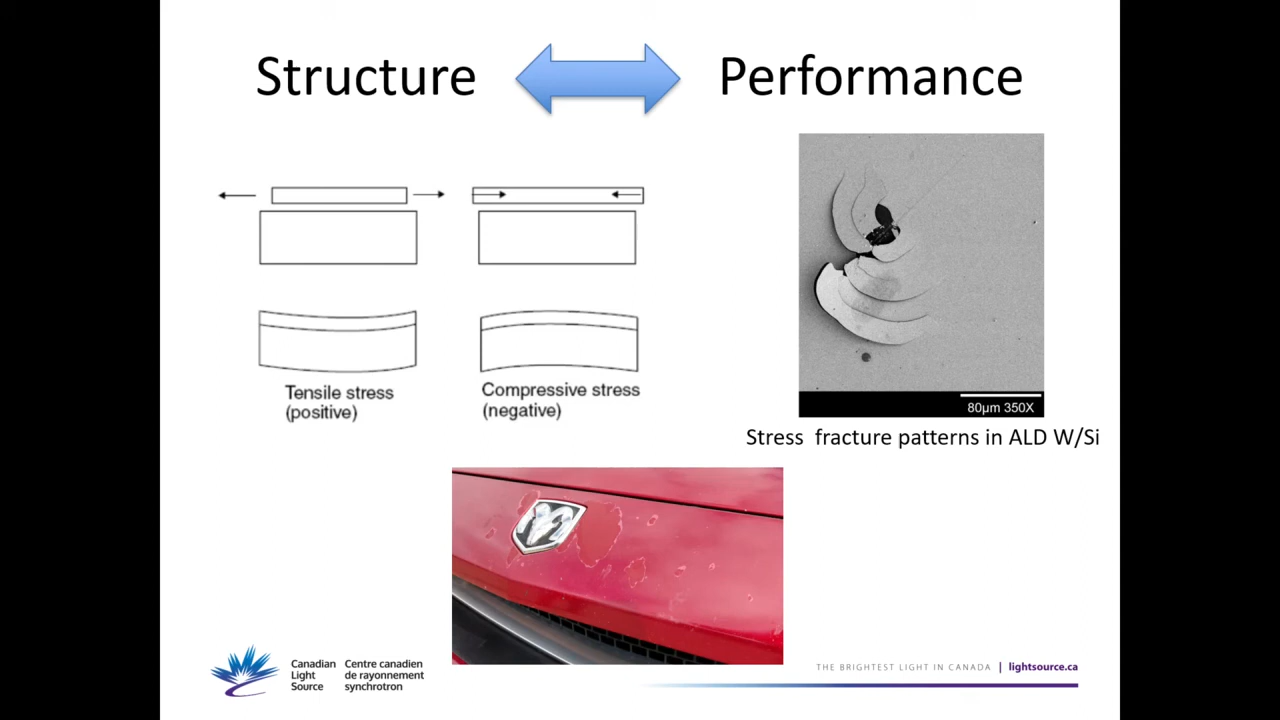 Structure
Performance
Tensile stress
(positive)
Compressive stress
(negative)
80µm 350X
Stress fracture patterns in ALD W/Si
Canadian
Light
Source
Centre canadien
de rayonnement
synchrotron
THE BRIGHTEST LIGHT IN CANADA | lightsource.ca